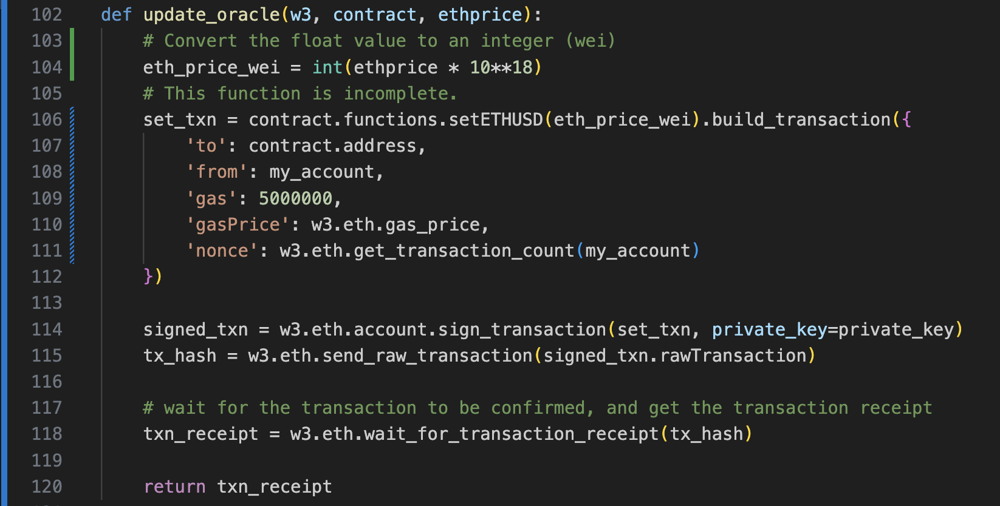 102 def update_oracle(w3, contract, ethprice):
103 # Convert the float value to an integer (wei)
104 eth_price_wei = int(ethprice * 10**18)
105 # This function is incomplete.
106 set_txn = contract.functions.setETHUSD(eth_price_wei).build_transaction({
107 'to': contract.address,
108 'from': my_account,
109 'gas': 5000000,
110 'gasPrice': w3.eth.gas_price,
111 'nonce': w3.eth.get_transaction_count(my_account)
112 })
113
114 signed_txn = w3.eth.account.sign_transaction(set_txn, private_key=private_key)
115 tx_hash = w3.eth.send_raw_transaction(signed_txn.rawTransaction)
116
117 # wait for the transaction to be confirmed, and get the transaction receipt
118 txn_receipt = w3.eth.wait_for_transaction_receipt(tx_hash)
119
120 return txn_receipt